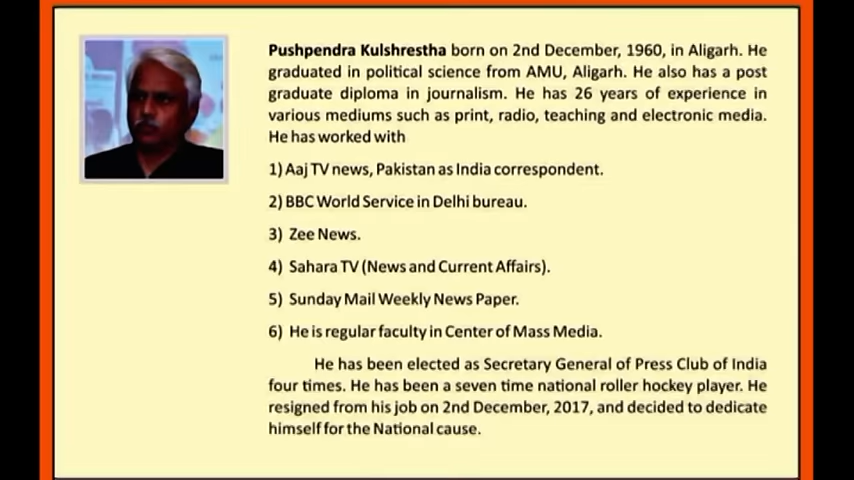 Pushpendra Kulshrestha born on 2nd December, 1960, in Aligarh. He
graduated in political science from AMU, Aligarh. He also has a post
graduate diploma in journalism. He has 26 years of experience in
various mediums such as print, radio, teaching and electronic media.
He has worked with
1) Aaj TV news, Pakistan as India correspondent.
2) BBC World Service in Delhi bureau.
3) Zee News.
4) Sahara TV (News and Current Affairs).
5) Sunday Mail Weekly News Paper.
6) He is regular faculty in Center of Mass Media.
He has been elected as Secretary General of Press Club of India
four times. He has been a seven time national roller hockey player. He
resigned from his job on 2nd December, 2017, and decided to dedicate
himself for the National cause.